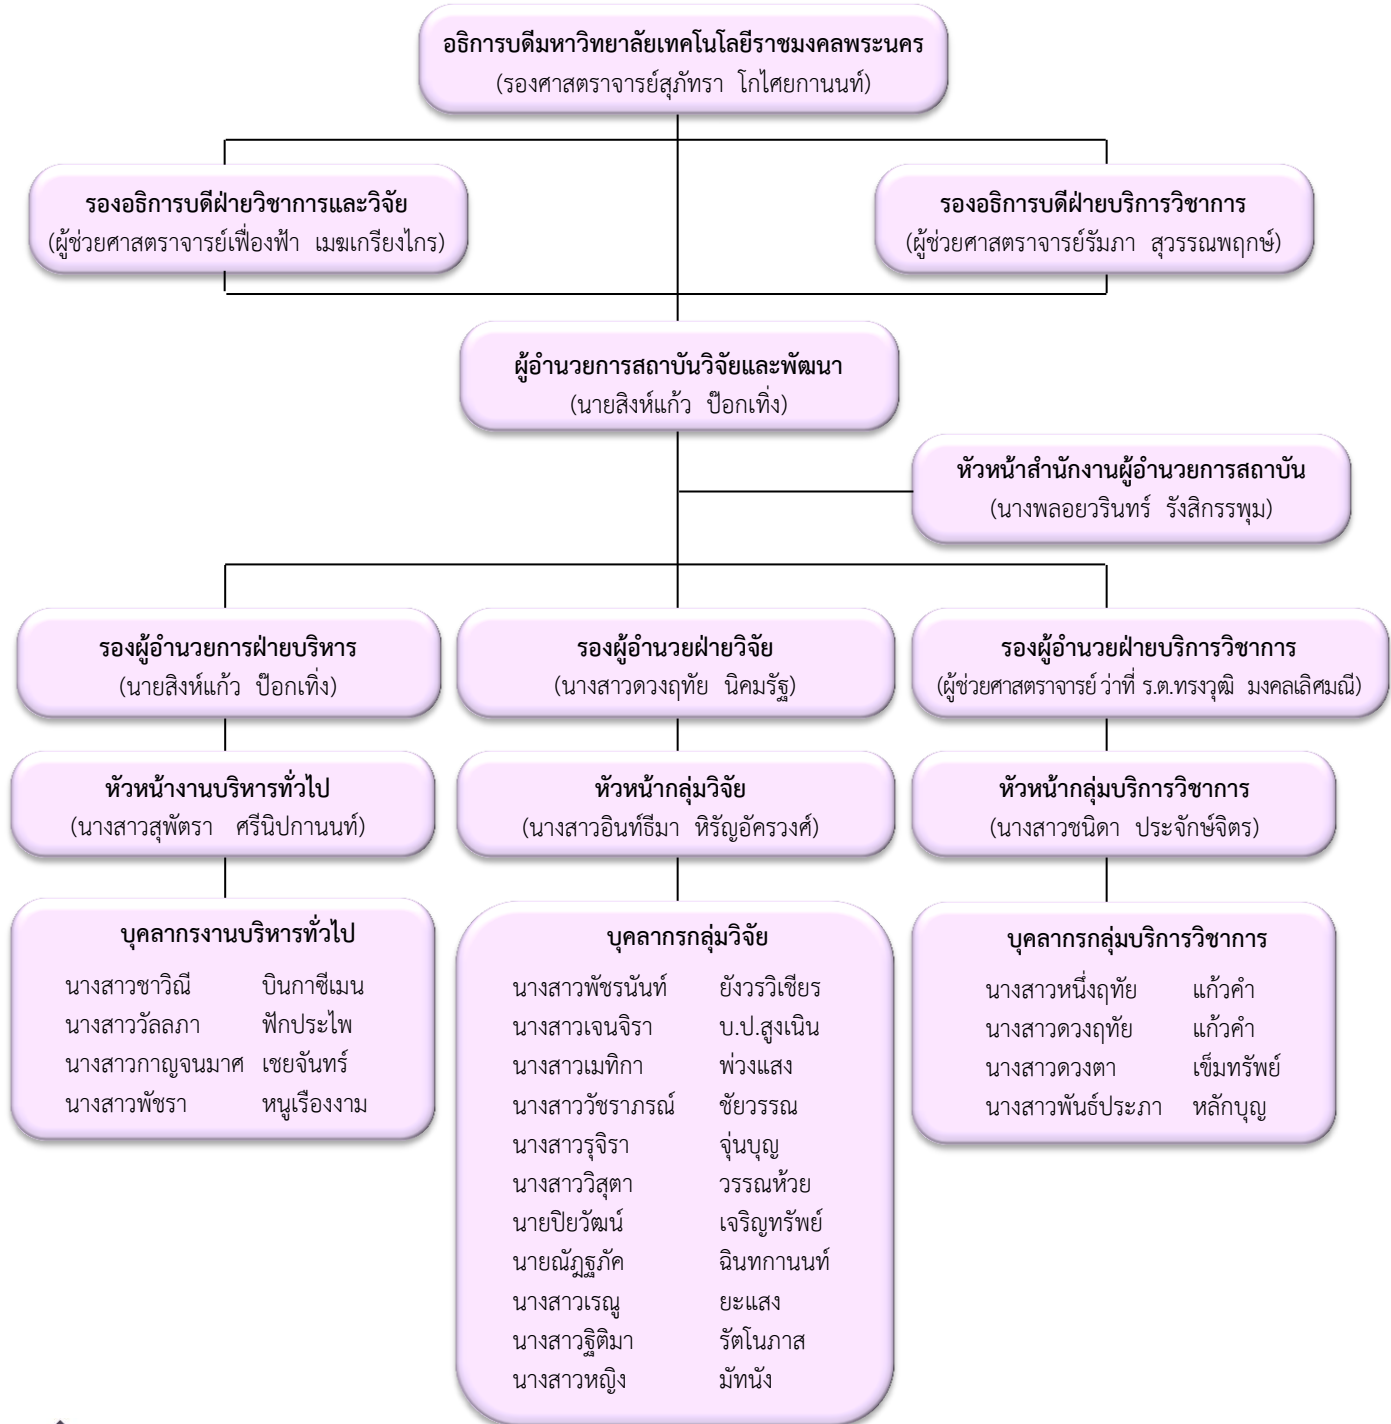 อธิการบดีมหาวิทยาลัยเทคโนโลยีราชมงคลพระนคร
(รองศาสตราจารย์สุภัทรา โกไศยกานนท์)
รองอธิการบดีฝ่ายวิชาการและวิจัย
(ผู้ช่วยศาสตราจารย์เฟื่องฟ้า เมฆเกรียงไกร)
รองอธิการบดีฝ่ายบริการวิชาการ
(ผู้ช่วยศาสตราจารย์รัมภา สุวรรณพฤกษ์)
ผู้อำนวยการสถาบันวิจัยและพัฒนา
(นายสิงห์แก้ว ป๊อกเทิ่ง)
หัวหน้าสำนักงานผู้อำนวยการสถาบัน
(นางพลอยวรินทร์ รังสิกรรพุม)
รองผู้อำนวยการฝ่ายบริหาร
(นายสิงห์แก้ว ป๊อกเทิ่ง)
รองผู้อำนวยฝ่ายวิจัย
(นางสาวดวงฤทัย นิคมรัฐ)
รองผู้อำนวยฝ่ายบริการวิชาการ
(ผู้ช่วยศาสตราจารย์ ว่าที่ ร.ต.ทรงวุฒิ มงคลเลิศมณี)
หัวหน้างานบริหารทั่วไป
(นางสาวสุพัตรา ศรีนิปกานนท์)
หัวหน้ากลุ่มวิจัย
(นางสาวอินท์ธีมา หิรัญอัครวงศ์)
หัวหน้ากลุ่มบริการวิชาการ
(นางสาวชนิดา ประจักษ์จิตร)
บุคลากรงานบริหารทั่วไป
นางสาวชาวิณี บินกาซีเมน
นางสาววัลลภา ฟักประไพ
นางสาวกาญจนมาศ เชยจันทร์
นางสาวพัชรา หนูเรืองงาม
บุคลากรกลุ่มวิจัย
นางสาวพัชรนันท์ ยังวรวิเชียร
นางสาวเจนจิรา บ.ป.สูงเนิน
นางสาวเมทิกา พ่วงแสง
นางสาววัชราภรณ์ ชัยวรรณ
นางสาวรุจิรา จุ่นบุญ
นางสาววิสุตา วรรณห้วย
นายปิยวัฒน์ เจริญทรัพย์
นายณัฏฐภัค ฉินทกานนท์
นางสาวเรณู ยะแสง
นางสาวฐิติมา รัตโนภาส
นางสาวหญิง มัทนัง
บุคลากรกลุ่มบริการวิชาการ
นางสาวหนึ่งฤทัย แก้วคำ
นางสาวดวงฤทัย แก้วคำ
นางสาวดวงตา เข็มทรัพย์
นางสาวพันธ์ประภา หลักบุญ